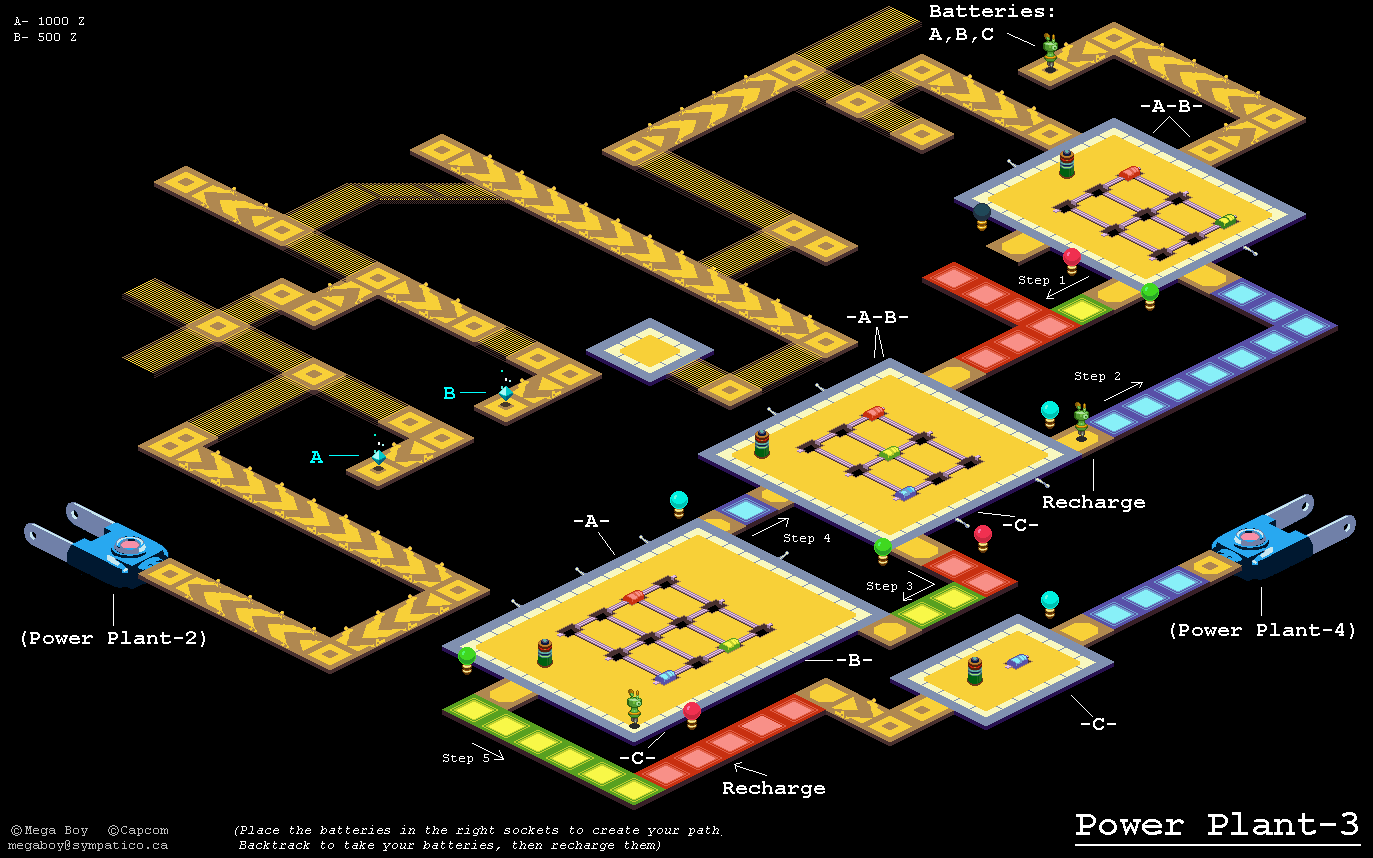 A- 1000 Z
B- 500 Z
Batteries:
A,B,C
-A-B-
Step 1
-A-B-
Step 2
B
A
Recharge
-C-
-A-
Step 4
Step 3
(Power Plant-2)
(Power Plant-4)
-B-
-C-
-C-
Step 5
Recharge
©Mega Boy ©Capcom
megaboy@sympatico.ca
(Place the batteries in the right sockets to create your path,
Backtrack to take your batteries, then recharge them)
Power Plant-3